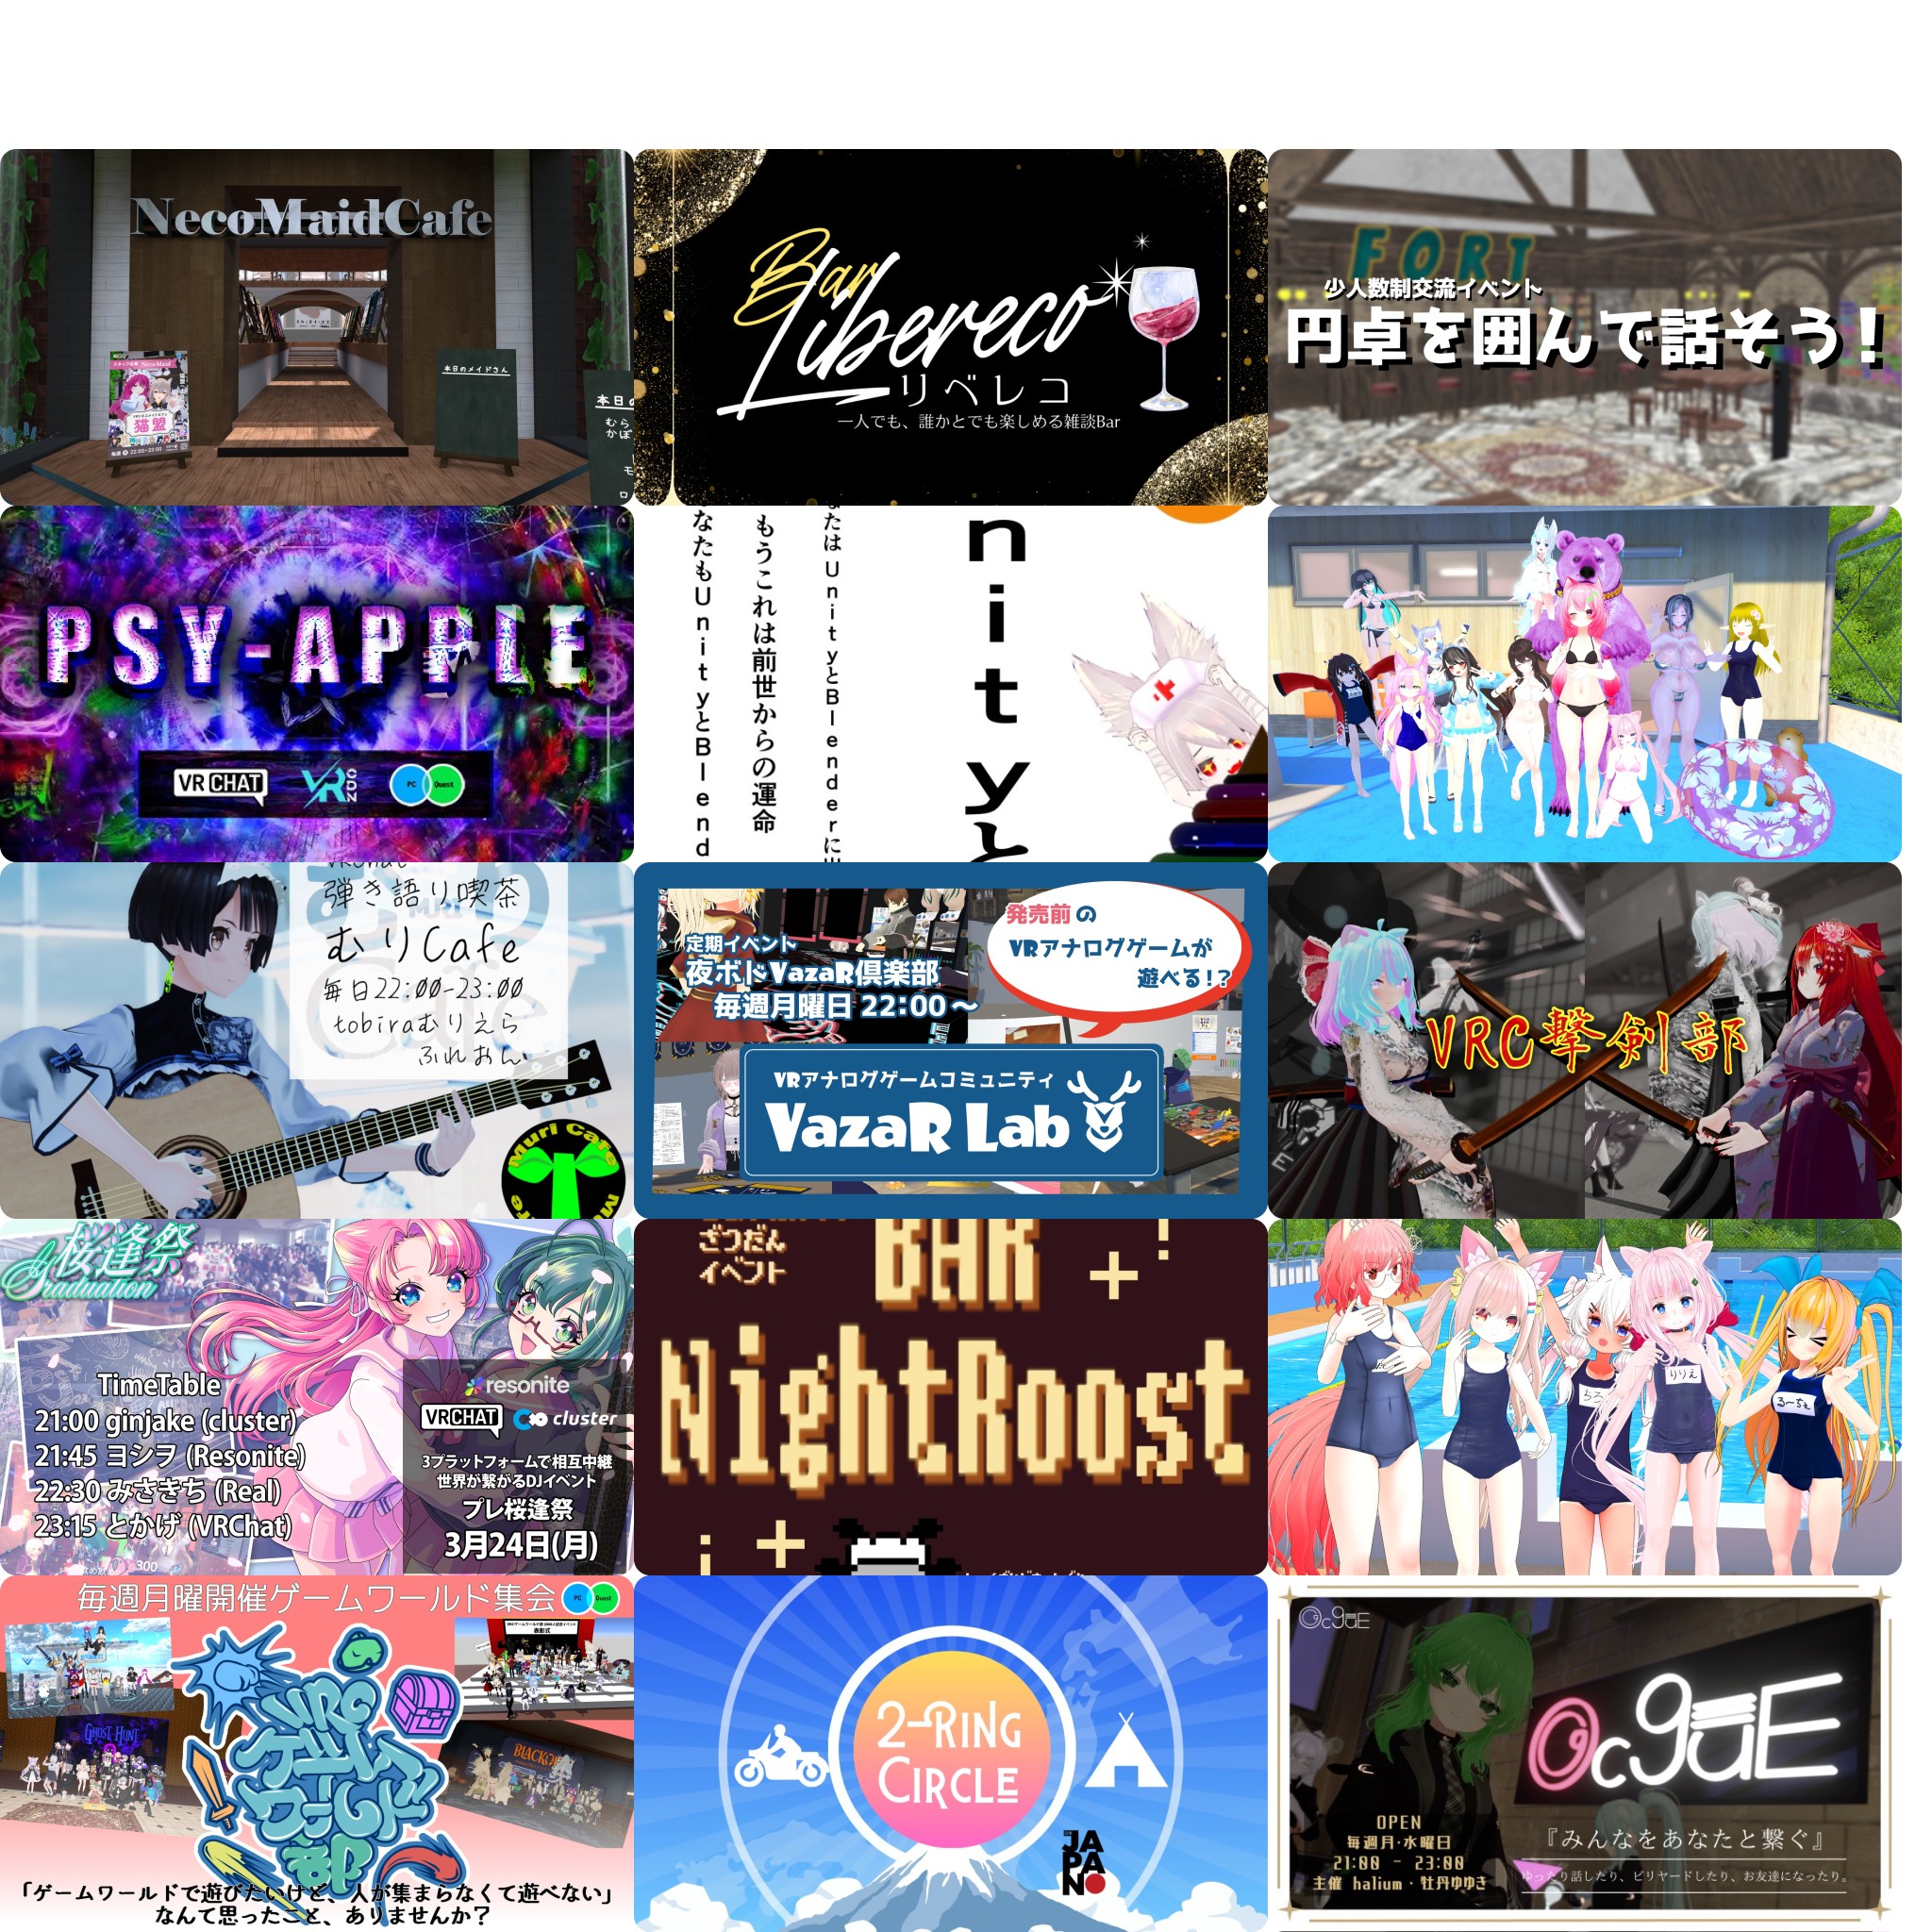 NecoMaidCafe
猫盟
本日のメイドさん
Bar
Libereco
リベレコ
一人でも、誰かとでも楽しめる雑談Bar
FORT
少人数制交流イベント
円卓を囲んで話そう!
PSY-APPLE
VRCHAT
PC Quest
なたもUnityとBlend
もうこれは前世からの運命
たは UnityとBlenderに
nityと
弾き語り喫茶
むりCafe
毎日22:00-23:00
tobiraむりえら
ふれおん
Muri Cafe
定期イベント
夜ボドVazaR倶楽部
毎週月曜日 22:00~
発売前の
VRアナログゲームが
遊べる!?
VRアナログゲームコミュニティ
VazaR Lab
VRC撃剣部
桜逢祭
Graduation
TimeTable
21:00 ginjake (cluster)
21:45 ヨシヲ (Resonite)
22:30 みさきち (Real)
23:15 とかげ (VRChat)
resonite
VRCHAT cluster
3プラットフォームで相互中継
世界が繋がるDJイベント
プレ桜逢祭
3月24日(月)
ざつだん
イベント
BAR
NightRoost
ちろ
りりえ
る〜ちぇ
毎週月曜開催ゲームワールド集会
PC Quest
表彰式
GHOST HUNT
VRCゲームワールド部
「ゲームワールドで遊びたいけど、人が集まらなくて遊べない」
なんて思ったこと、ありませんか?
2-RING
CIRCLE
JAPAN
OcguE
OcguE
OPEN
毎週月・水曜日
21:00 - 23:00
主催 halium・牡丹ゆゆき
『みんなをあなたと繋ぐ』
ゆったり話したり、ビリヤードしたり、お友達になったり。